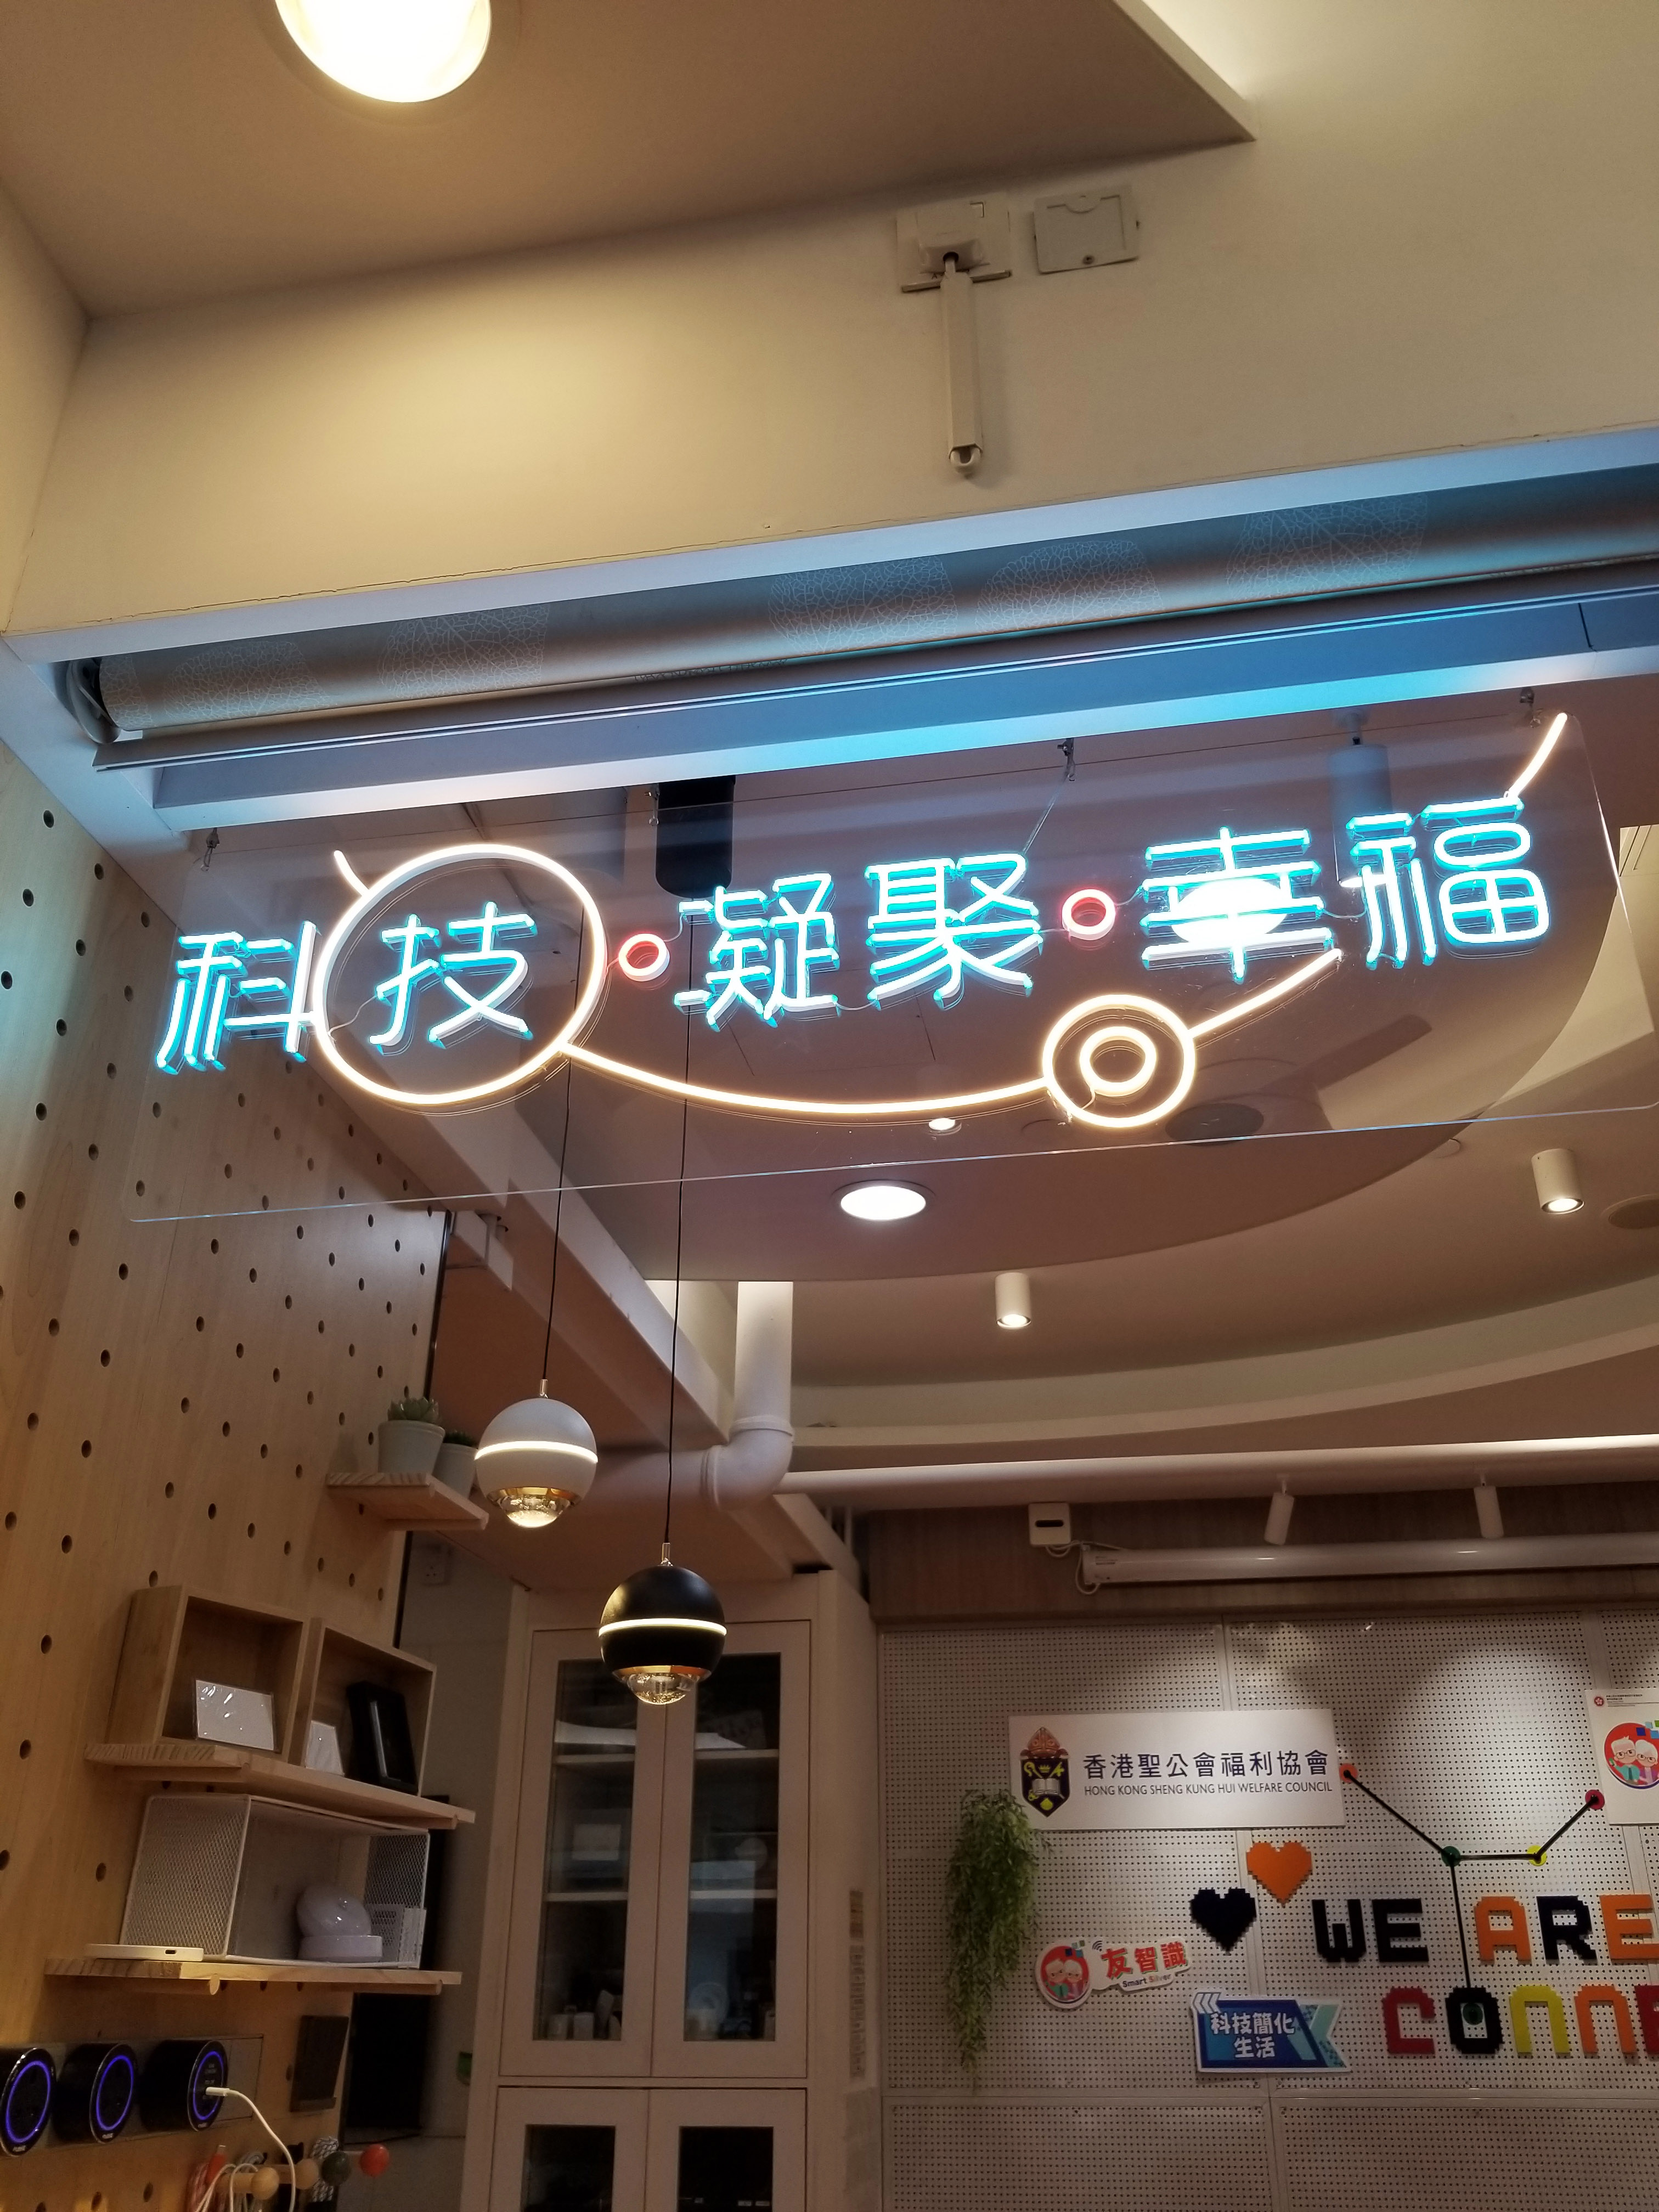 科技•凝聚•幸福
香港聖公會福利協會
HONG KONG SHENG KUNG HUI WELFARE COUNCIL
WE ARE
CONNE
友智識
Smart Silver
科技簡化
生活